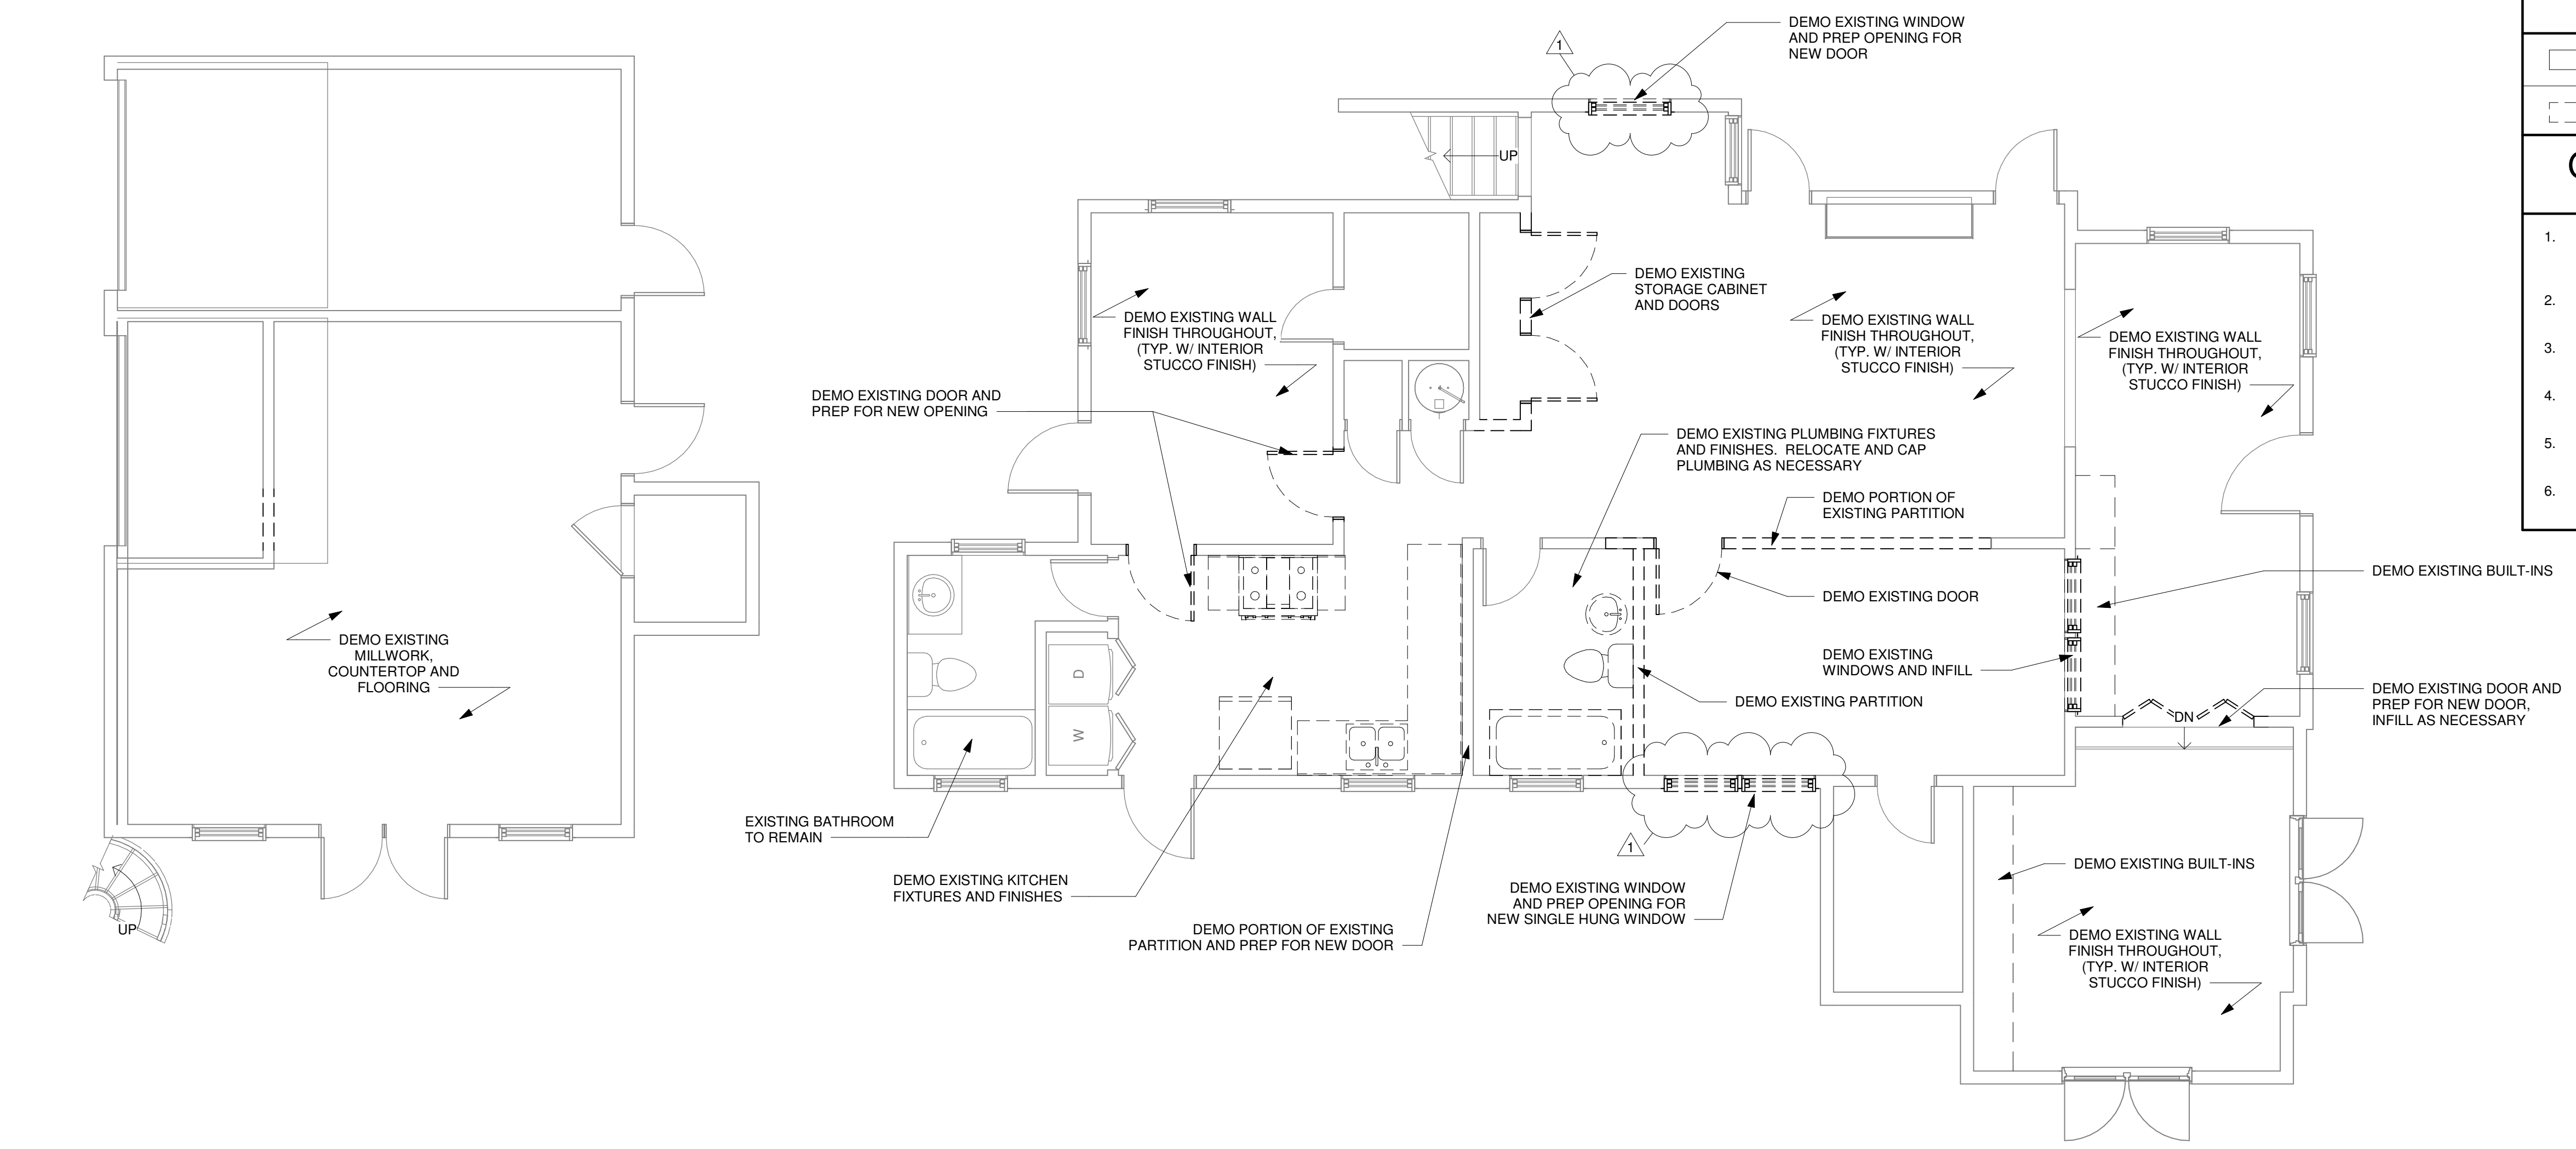 DEMO EXISTING WINDOW
AND PREP OPENING FOR
NEW DOOR
1
UP
DEMO EXISTING
STORAGE CABINET
AND DOORS
DEMO EXISTING WALL
FINISH THROUGHOUT,
(TYP. W/ INTERIOR
STUCCO FINISH)
DEMO EXISTING WALL
FINISH THROUGHOUT,
(TYP. W/ INTERIOR
STUCCO FINISH)
DEMO EXISTING WALL
FINISH THROUGHOUT,
(TYP. W/ INTERIOR
STUCCO FINISH)
1.
2.
3.
4.
5.
6.
DEMO EXISTING DOOR AND
PREP FOR NEW OPENING
DEMO EXISTING PLUMBING FIXTURES
AND FINISHES. RELOCATE AND CAP
PLUMBING AS NECESSARY
DEMO PORTION OF
EXISTING PARTITION
DEMO EXISTING BUILT-INS
DEMO EXISTING DOOR
DEMO EXISTING
MILLWORK,
COUNTERTOP AND
FLOORING
D
W
DEMO EXISTING
WINDOWS AND INFILL
DEMO EXISTING PARTITION
DN
DEMO EXISTING DOOR AND
PREP FOR NEW DOOR,
INFILL AS NECESSARY
EXISTING BATHROOM
TO REMAIN
1
DEMO EXISTING KITCHEN
FIXTURES AND FINISHES
DEMO EXISTING WINDOW
AND PREP OPENING FOR
NEW SINGLE HUNG WINDOW
DEMO EXISTING BUILT-INS
UP
DEMO PORTION OF EXISTING
PARTITION AND PREP FOR NEW DOOR
DEMO EXISTING WALL
FINISH THROUGHOUT,
(TYP. W/ INTERIOR
STUCCO FINISH)